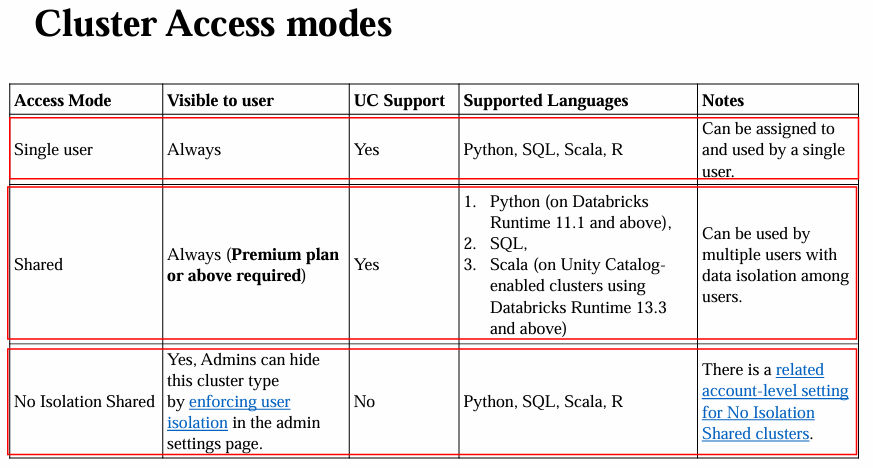 Cluster Access modes
Access Mode
Visible to user
UC Support
Supported Languages
Notes
Single user
Always
Yes
Python, SQL, Scala, R
Can be assigned to
and used by a single
user.
Shared
Always (Premium plan
or above required)
Yes
1. Python (on Databricks
Runtime 11.1 and above),
2. SQL,
3. Scala (on Unity Catalog-
enabled clusters using
Databricks Runtime 13.3
and above)
Can be used by
multiple users with
data isolation among
users.
No Isolation Shared
Yes, Admins can hide
this cluster type
by enforcing user
isolation in the admin
settings page.
No
Python, SQL, Scala, R
There is a related
account-level setting
for No Isolation
Shared clusters.